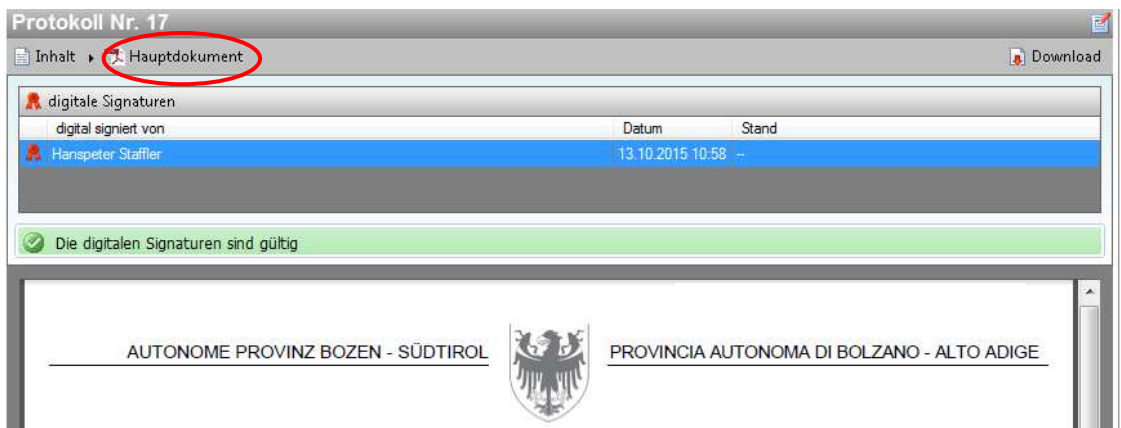 Protokoll Nr. 17
Inhalt Hauptdokument Download
digitale Signaturen
digital signiert von Datum Stand
Hanspeter Staffler 13.10.2015 10:58 --
Die digitalen Signaturen sind gültig
AUTONOME PROVINZ BOZEN - SÜDTIROL PROVINCIA AUTONOMA DI BOLZANO - ALTO ADIGE